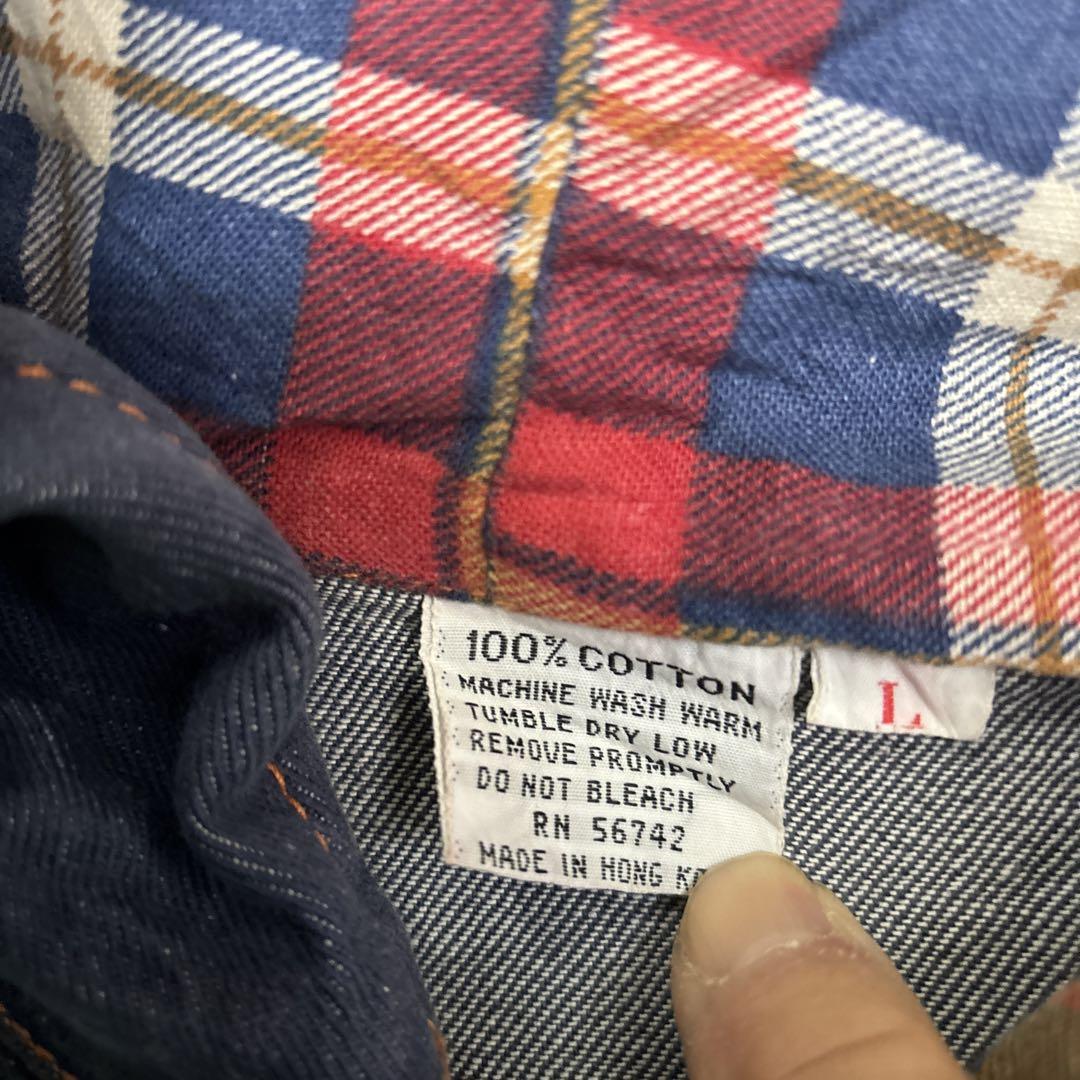 100% COTTON
MACHINE WASH WARM
TUMBLE DRY LOW
REMOVE PROMPTLY
DO NOT BLEACH
RN 56742
MADE IN HONG
L